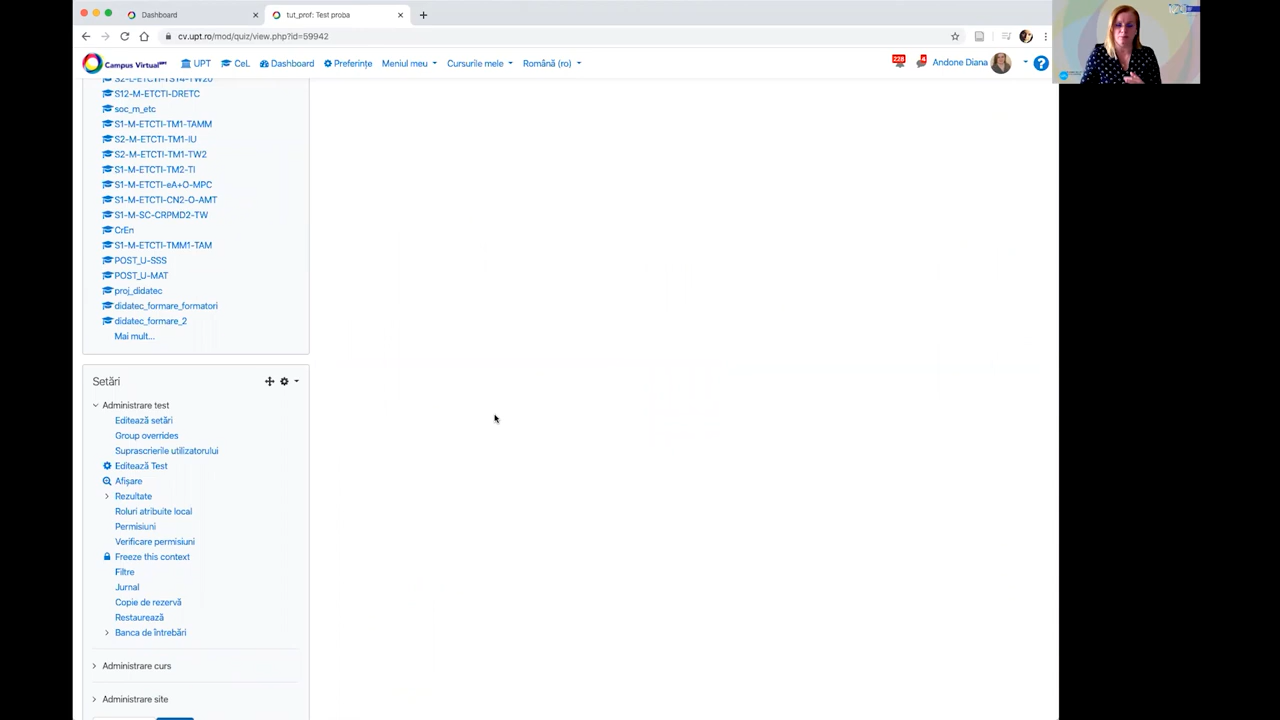 Dashboard
tut_prof: Test proba
cv.upt.ro/mod/quiz/view.php?id=59942
Campus Virtual UPT
UPT
CeL
Dashboard
Preferințe
Meniul meu
Cursurile mele
Română (ro)
228
Andone Diana
S2-L-ETCTI-TST4-TW20
S12-M-ETCTI-DRETC
soc_m_etc
S1-M-ETCTI-TM1-TAMM
S2-M-ETCTI-TM1-IU
S2-M-ETCTI-TM1-TW2
S1-M-ETCTI-TM2-TI
S1-M-ETCTI-eA+O-MPC
S1-M-ETCTI-CN2-O-AMT
S1-M-SC-CRPMD2-TW
CrEn
S1-M-ETCTI-TMM1-TAM
POST_U-SSS
POST_U-MAT
proj_didatec
didatec_formare_formatori
didatec_formare_2
Mai mult...
Setări
Administrare test
Editează setări
Group overrides
Suprascrierile utilizatorului
Editează Test
Afișare
Rezultate
Roluri atribuite local
Permisiuni
Verificare permisiuni
Freeze this context
Filtre
Jurnal
Copie de rezervă
Restaurează
Banca de întrebări
Administrare curs
Administrare site